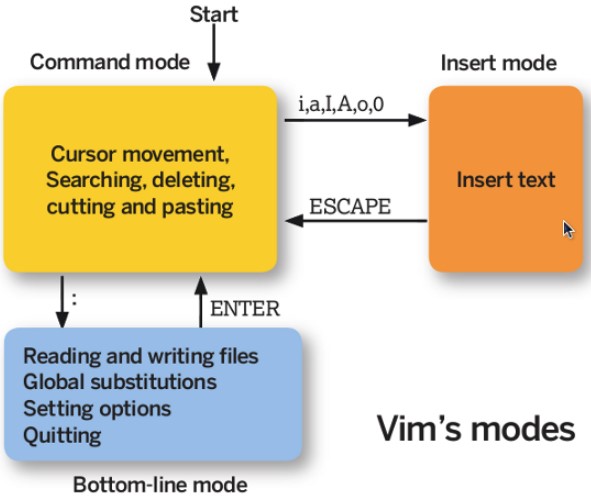 Start
Command mode
Insert mode
i,a,I,A,o,0
Cursor movement,
Searching, deleting,
cutting and pasting
Insert text
ESCAPE
:
ENTER
Reading and writing files
Global substitutions
Setting options
Quitting
Vim's modes
Bottom-line mode